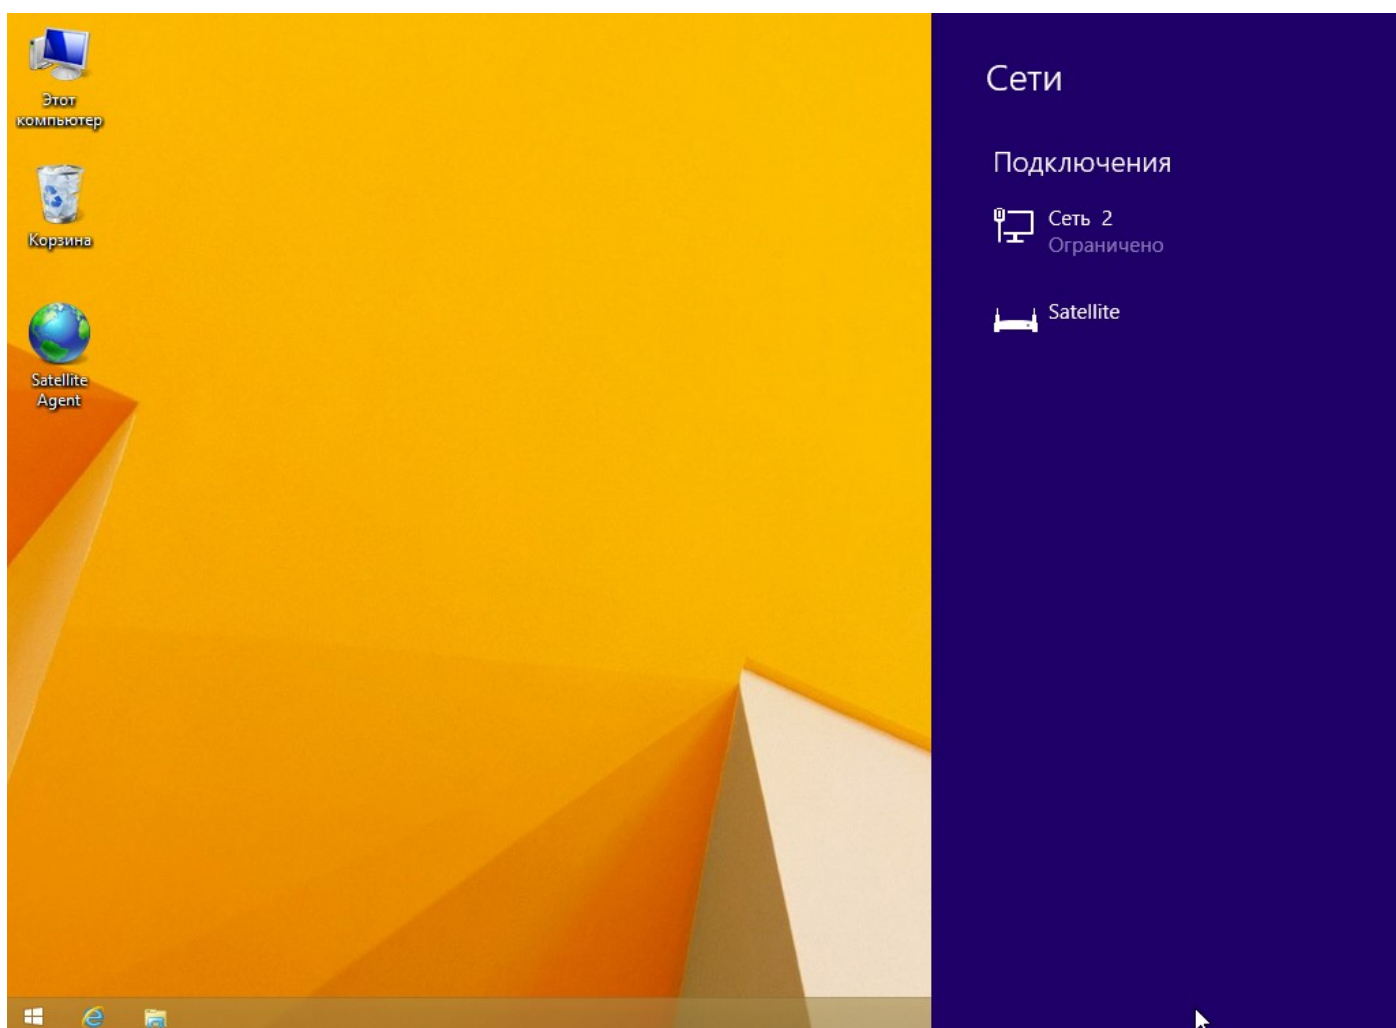 Этот
компьютер
Корзина
Satellite
Agent
Сети
Подключения
Сеть 2
Ограничено
Satellite